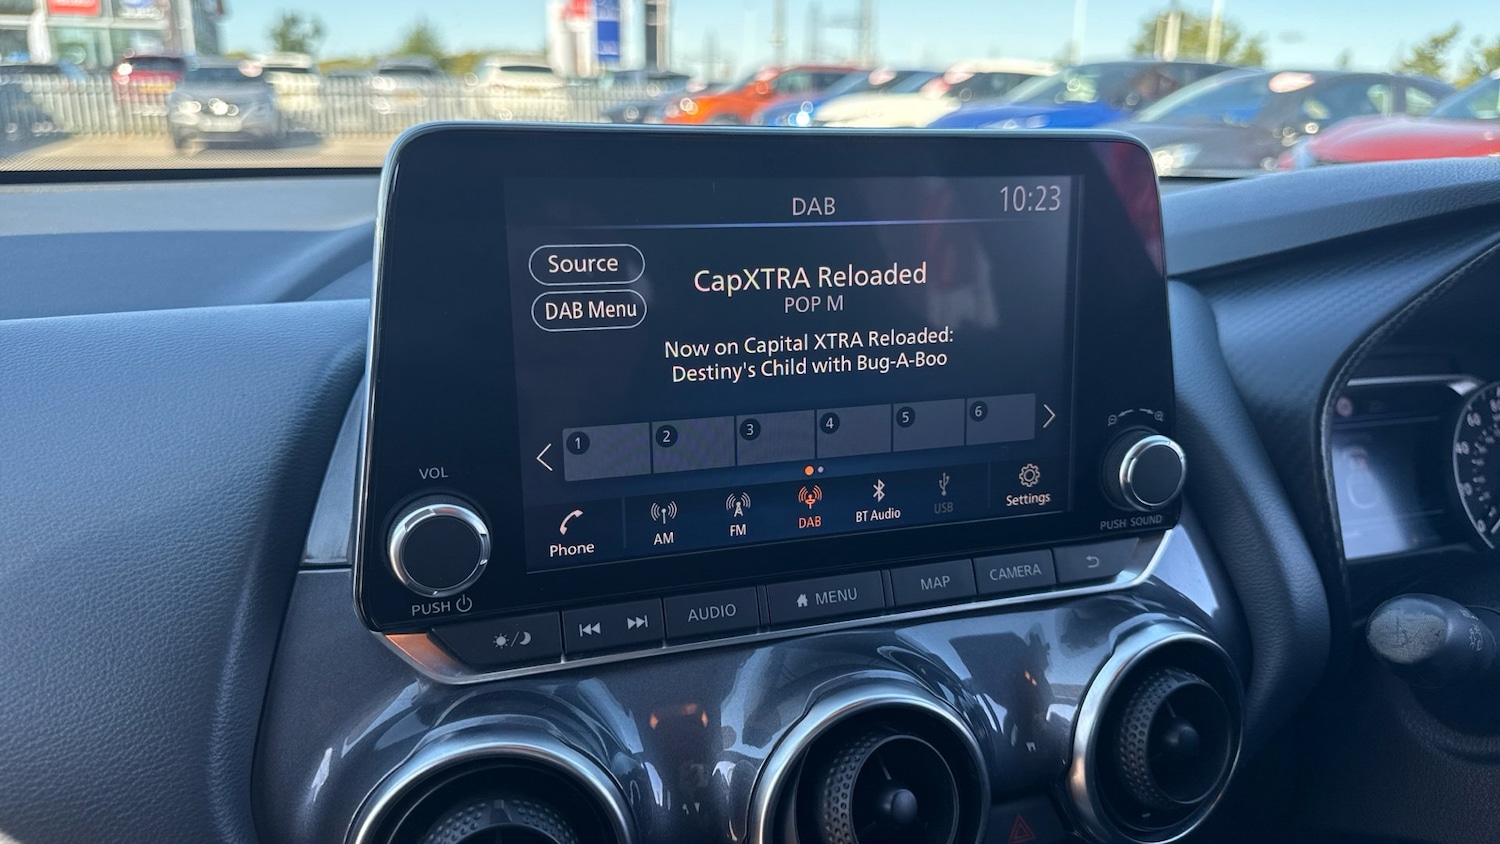 DAB
10:23
Source
CapXTRA Reloaded
POP M
DAB Menu
Now on Capital XTRA Reloaded:
Destiny's Child with Bug-A-Boo
1
2
3
4
5
6
VOL
Phone
AM
FM
DAB
BT Audio
USB
Settings
PUSH
PUSH SOUND
AUDIO
MENU
MAP
CAMERA